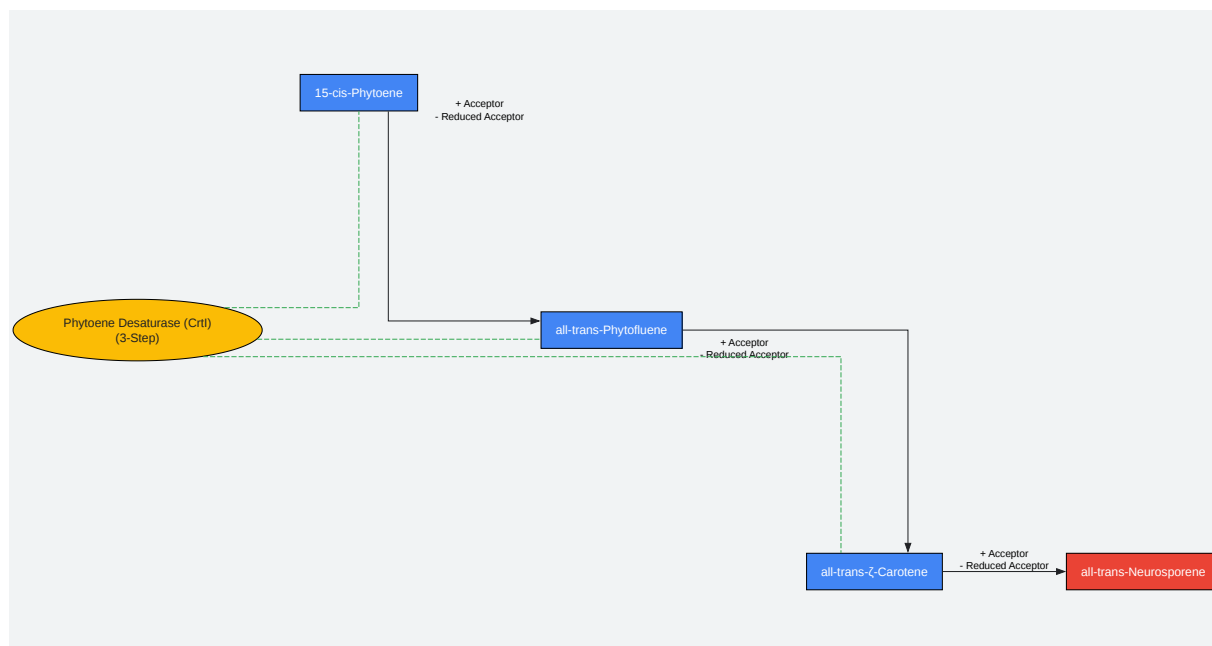 15-cis-Phytoene
+ Acceptor
- Reduced Acceptor
Phytoene Desaturase (CrtI)
(3-Step)
all-trans-Phytofluene
+ Acceptor
- Reduced Acceptor
all-trans-ζ-Carotene
+ Acceptor
- Reduced Acceptor
all-trans-Neurosporene